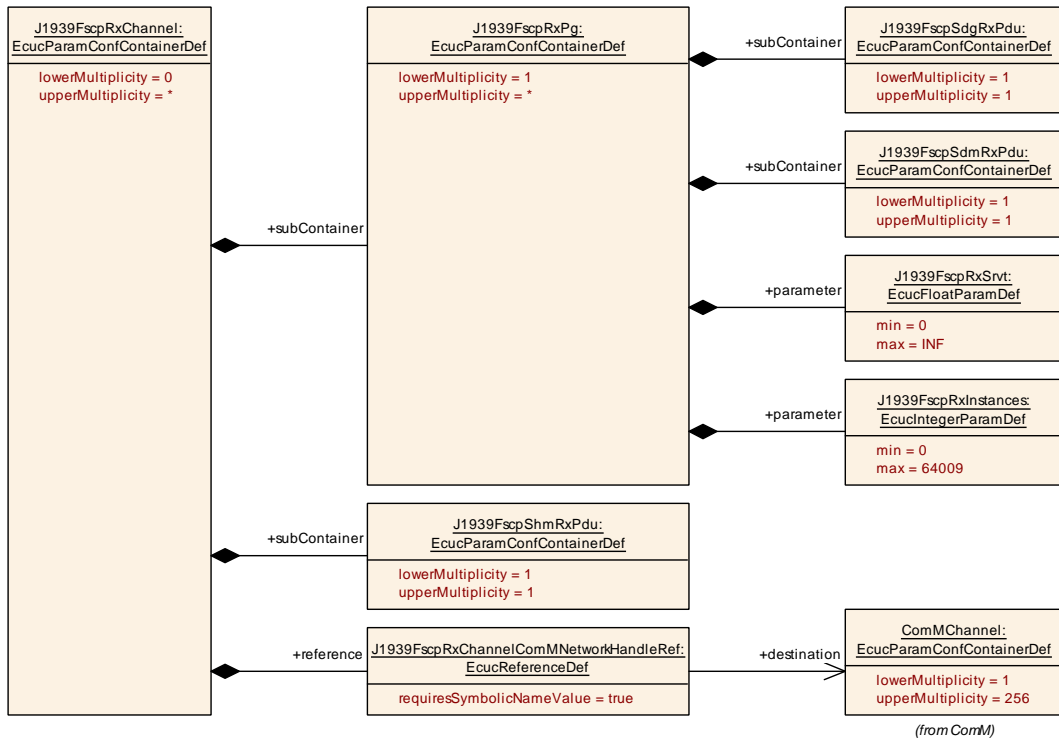 J1939FscpRxChannel:
EcucParamConfContainerDef
lowerMultiplicity = 0
upperMultiplicity = *
J1939FscpRxPg:
EcucParamConfContainerDef
lowerMultiplicity = 1
upperMultiplicity = *
+subContainer
J1939FscpSdgRxPdu:
EcucParamConfContainerDef
lowerMultiplicity = 1
upperMultiplicity = 1
+subContainer
J1939FscpSdmRxPdu:
EcucParamConfContainerDef
lowerMultiplicity = 1
upperMultiplicity = 1
+subContainer
+parameter
J1939FscpRxSrvt:
EcucFloatParamDef
min = 0
max = INF
+parameter
J1939FscpRxInstances:
EcucIntegerParamDef
min = 0
max = 64009
+subContainer
J1939FscpShmRxPdu:
EcucParamConfContainerDef
lowerMultiplicity = 1
upperMultiplicity = 1
+reference
J1939FscpRxChannelComMNetworkHandleRef:
EcucReferenceDef
requiresSymbolicNameValue = true
+destination
ComMChannel:
EcucParamConfContainerDef
lowerMultiplicity = 1
upperMultiplicity = 256
(from ComM)